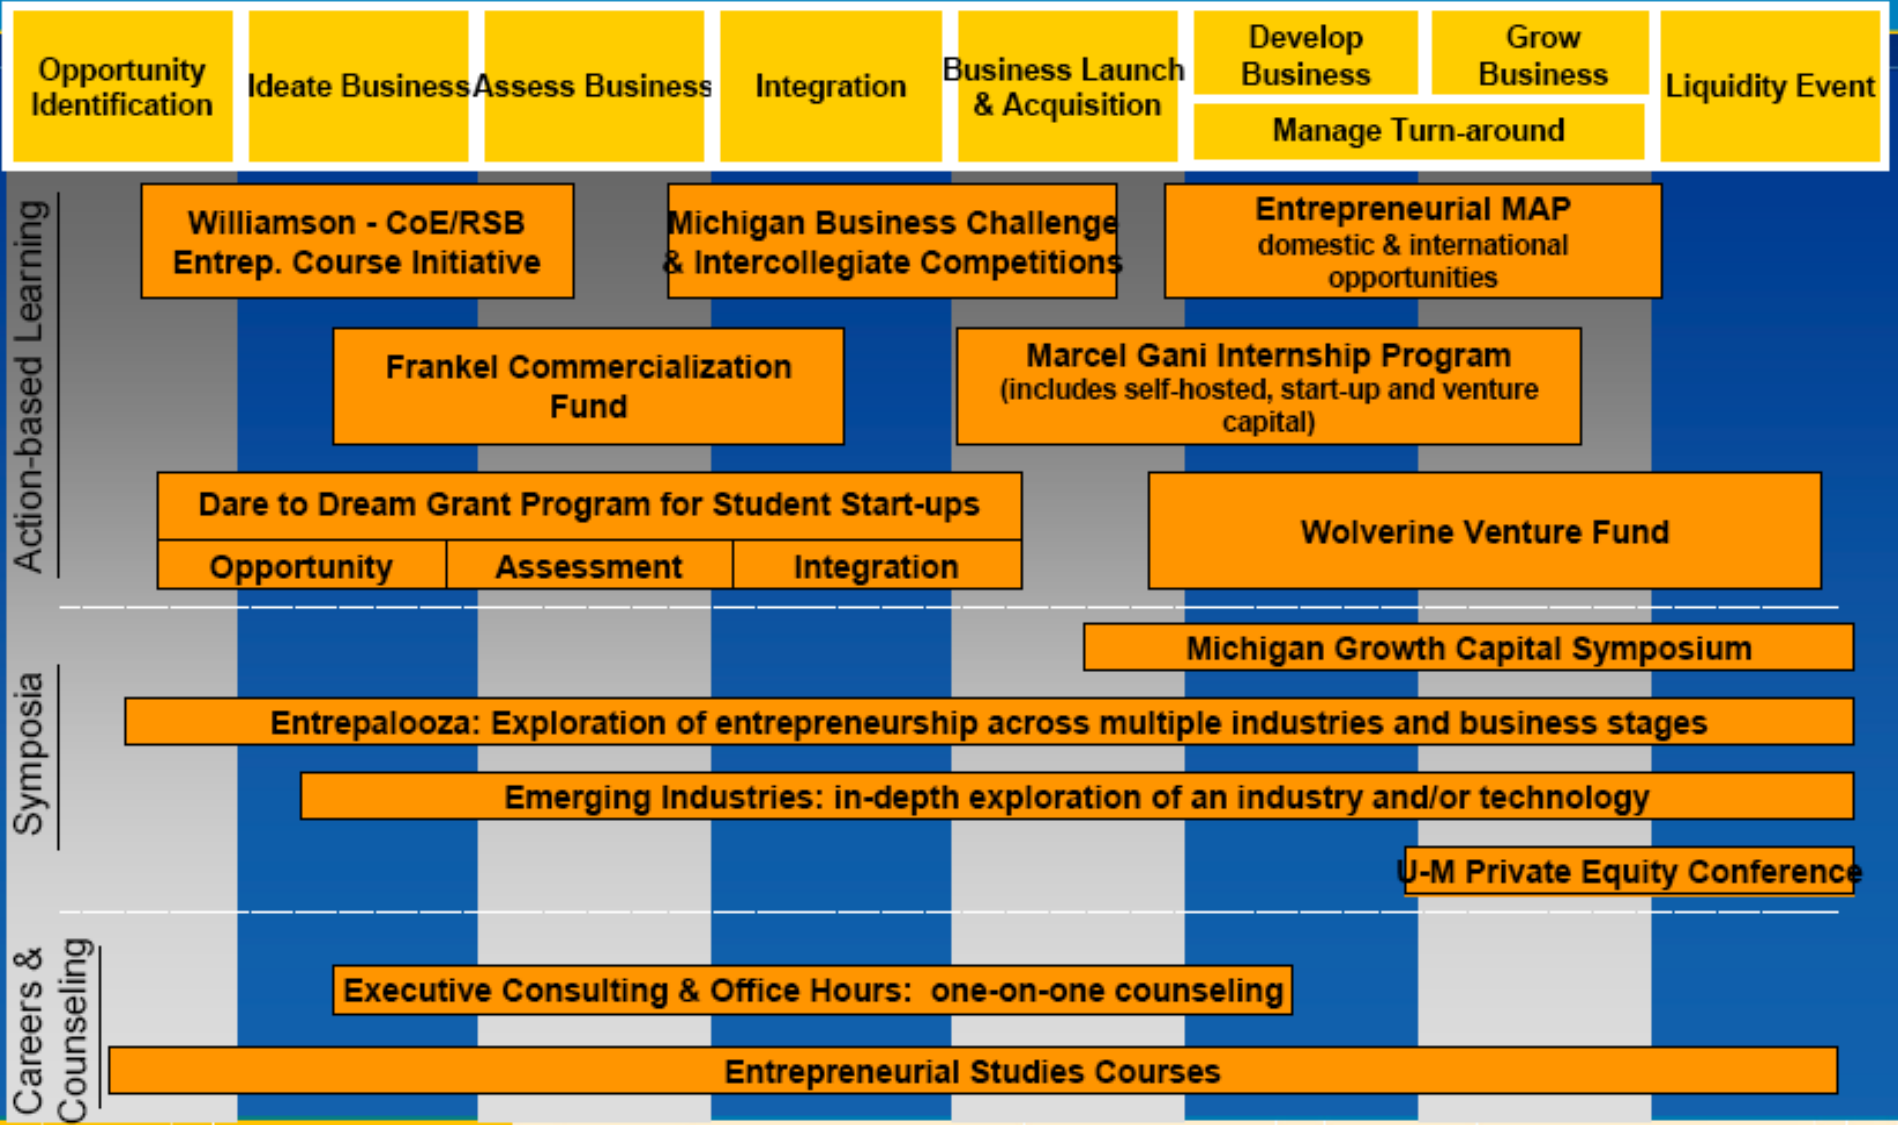 Opportunity
Identification
Ideate Business
Assess Business
Integration
Business Launch
& Acquisition
Develop
Business
Grow
Business
Manage Turn-around
Liquidity Event
Action-based Learning
Williamson - CoE/RSB
Entrep. Course Initiative
Michigan Business Challenge
& Intercollegiate Competitions
Entrepreneurial MAP
domestic & international
opportunities
Frankel Commercialization
Fund
Marcel Gani Internship Program
(includes self-hosted, start-up and venture
capital)
Dare to Dream Grant Program for Student Start-ups
Opportunity
Assessment
Integration
Wolverine Venture Fund
Symposia
Michigan Growth Capital Symposium
Entrepalooza: Exploration of entrepreneurship across multiple industries and business stages
Emerging Industries: in-depth exploration of an industry and/or technology
U-M Private Equity Conference
Careers &
Counseling
Executive Consulting & Office Hours:  one-on-one counseling
Entrepreneurial Studies Courses